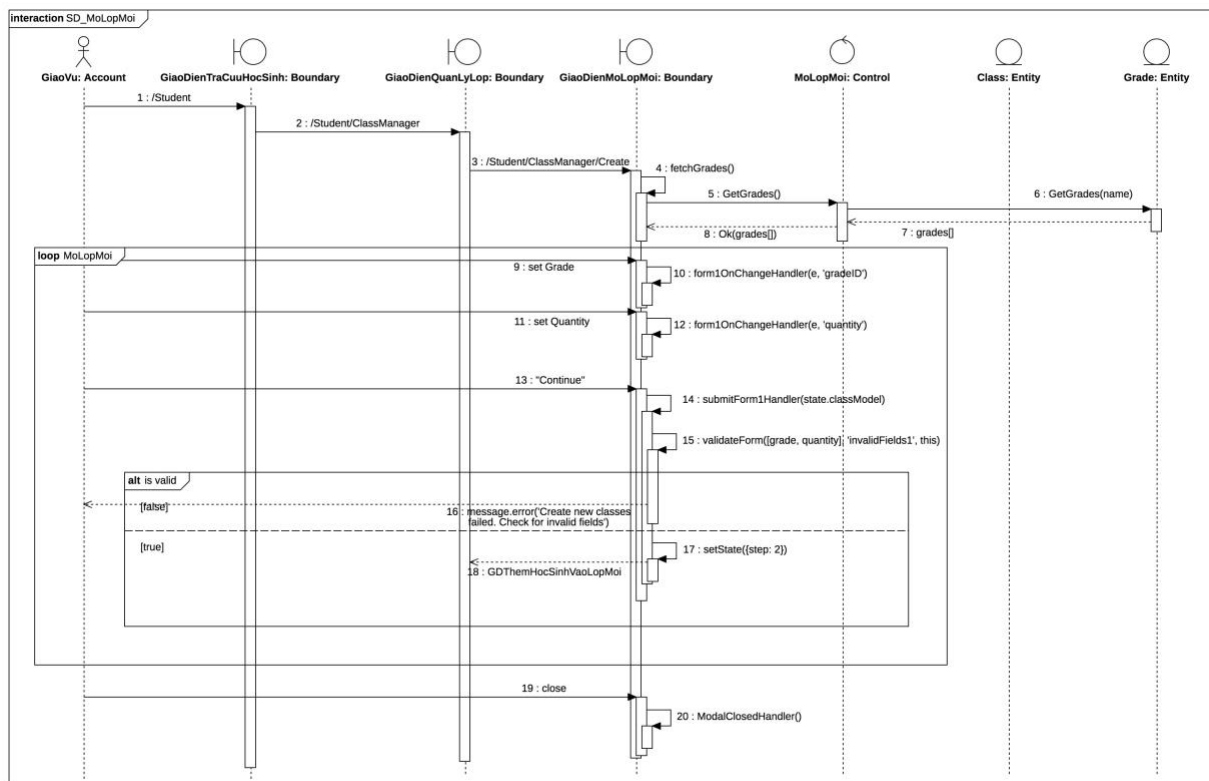 interaction SD_MoLopMoi
GiaoVu: Account
GiaoDienTraCuuHocSinh: Boundary
GiaoDienQuanLyLop: Boundary
GiaoDienMoLopMoi: Boundary
MoLopMoi: Control
Class: Entity
Grade: Entity
1 : /Student
2 : /Student/ClassManager
3 : /Student/ClassManager/Create
4 : fetchGrades()
5 : GetGrades()
6 : GetGrades(name)
7 : grades[]
8 : Ok(grades[])
loop MoLopMoi
9 : set Grade
10 : form1OnChangeHandler(e, 'gradeID')
11 : set Quantity
12 : form1OnChangeHandler(e, 'quantity')
13 : "Continue"
14 : submitForm1Handler(state.classModel)
15 : validateForm([grade, quantity], 'invalidFields1', this)
alt is valid
[false]
16 : message.error('Create new classes
failed. Check for invalid fields')
[true]
17 : setState({step: 2})
18 : GDThemHocSinhVaoLopMoi
19 : close
20 : ModalClosedHandler()